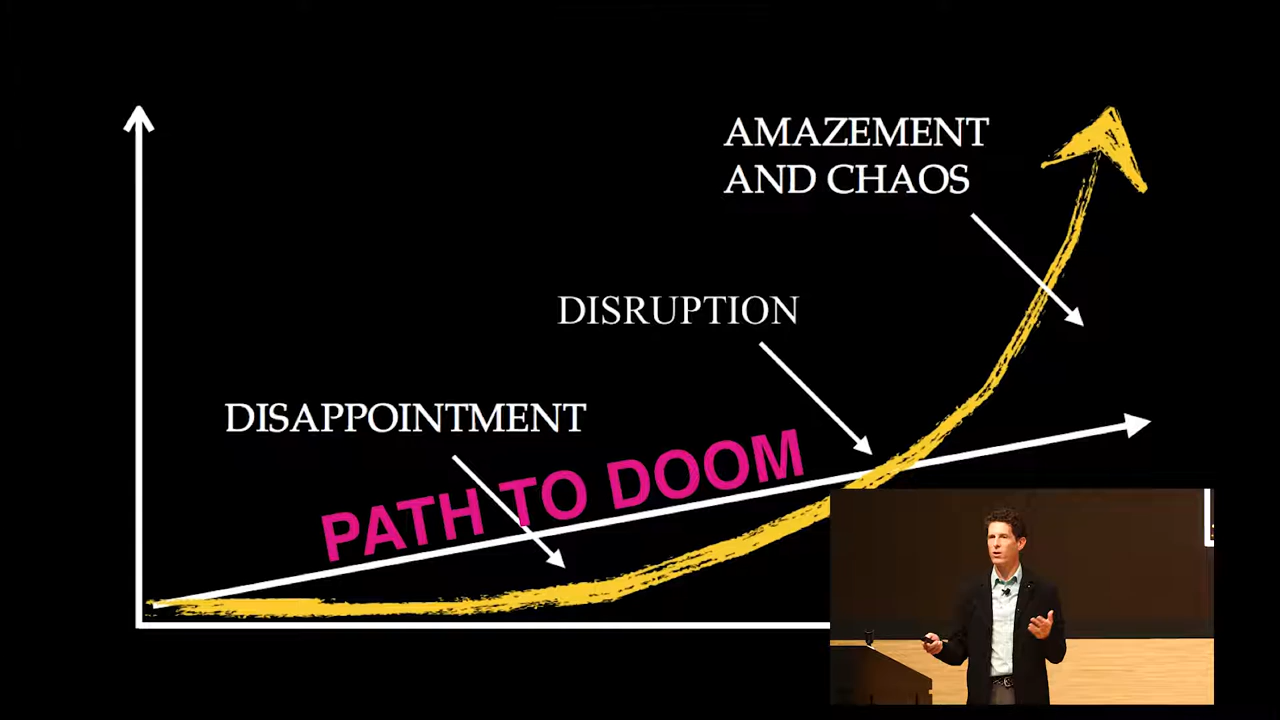 AMAZEMENT
AND CHAOS
DISRUPTION
DISAPPOINTMENT
PATH TO DOOM